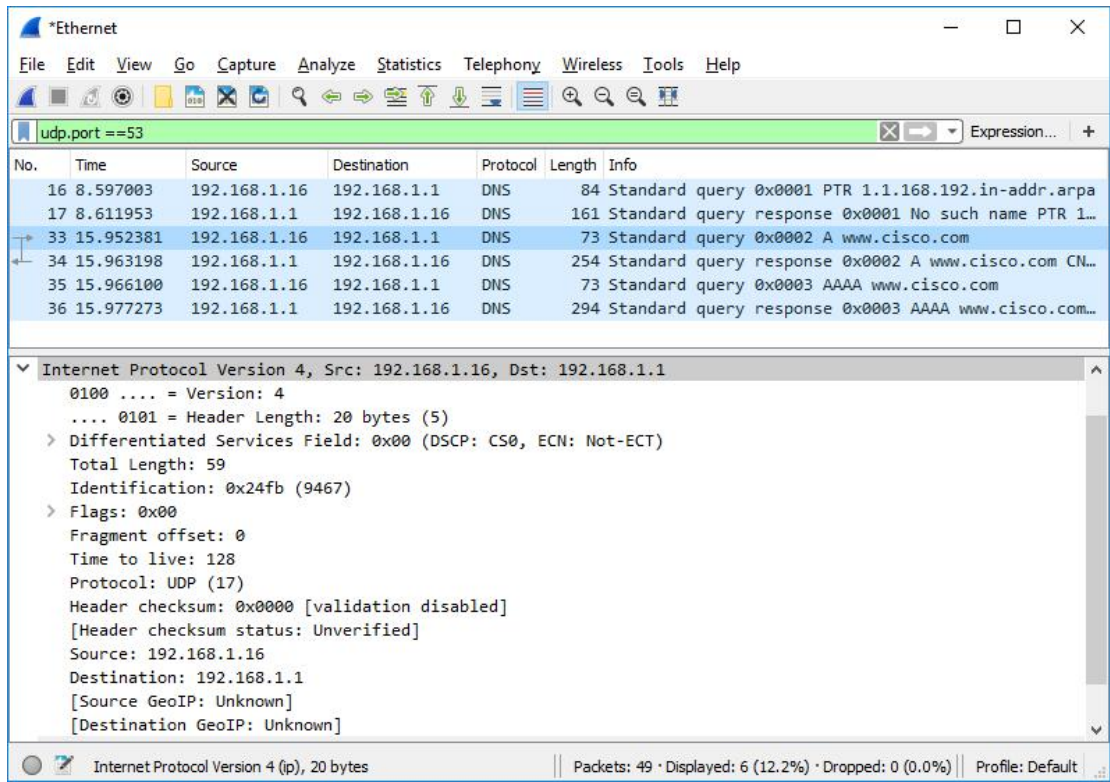 *Ethernet
File Edit View Go Capture Analyze Statistics Telephony Wireless Tools Help
udp.port ==53 Expression... +
No. Time Source Destination Protocol Length Info
16 8.597003 192.168.1.16 192.168.1.1 DNS 84 Standard query 0x0001 PTR 1.1.168.192.in-addr.arpa
17 8.611953 192.168.1.1 192.168.1.16 DNS 161 Standard query response 0x0001 No such name PTR 1…
33 15.952381 192.168.1.16 192.168.1.1 DNS 73 Standard query 0x0002 A www.cisco.com
34 15.963198 192.168.1.1 192.168.1.16 DNS 254 Standard query response 0x0002 A www.cisco.com CN…
35 15.966100 192.168.1.16 192.168.1.1 DNS 73 Standard query 0x0003 AAAA www.cisco.com
36 15.977273 192.168.1.1 192.168.1.16 DNS 294 Standard query response 0x0003 AAAA www.cisco.com…
Internet Protocol Version 4, Src: 192.168.1.16, Dst: 192.168.1.1
0100 .... = Version: 4
.... 0101 = Header Length: 20 bytes (5)
> Differentiated Services Field: 0x00 (DSCP: CS0, ECN: Not-ECT)
Total Length: 59
Identification: 0x24fb (9467)
> Flags: 0x00
Fragment offset: 0
Time to live: 128
Protocol: UDP (17)
Header checksum: 0x0000 [validation disabled]
[Header checksum status: Unverified]
Source: 192.168.1.16
Destination: 192.168.1.1
[Source GeoIP: Unknown]
[Destination GeoIP: Unknown]
Internet Protocol Version 4 (ip), 20 bytes Packets: 49 · Displayed: 6 (12.2%) · Dropped: 0 (0.0%) Profile: Default